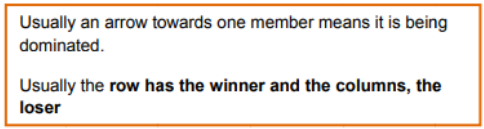 Usually an arrow towards one member means it is being
dominated.
Usually the row has the winner and the columns, the
loser